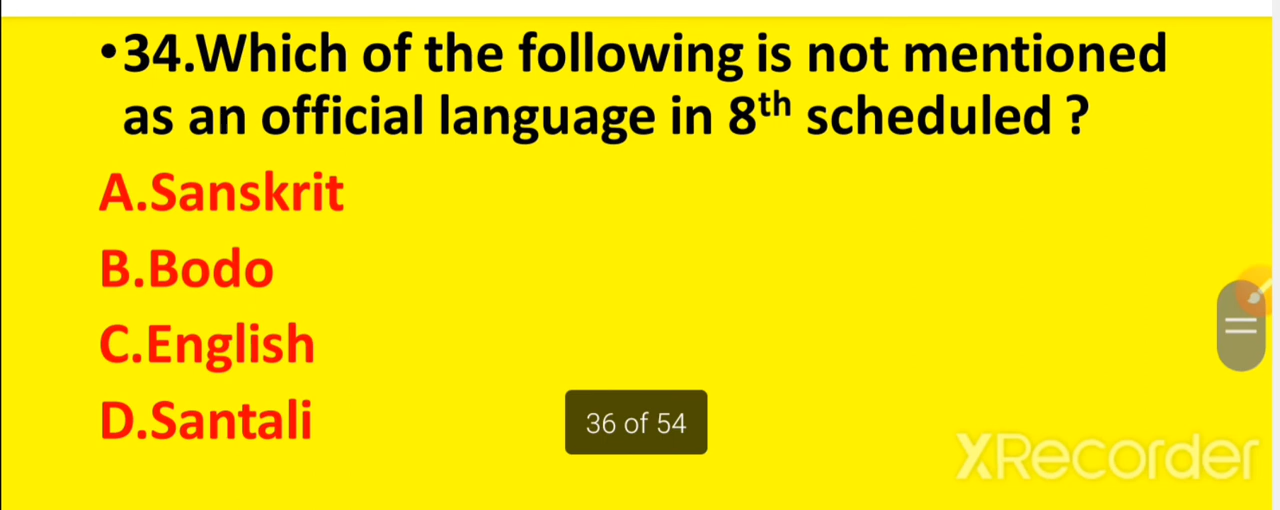 •34.Which of the following is not mentioned
as an official language in 8th scheduled ?
A.Sanskrit
B.Bodo
C.English
D.Santali
36 of 54
XRecorder